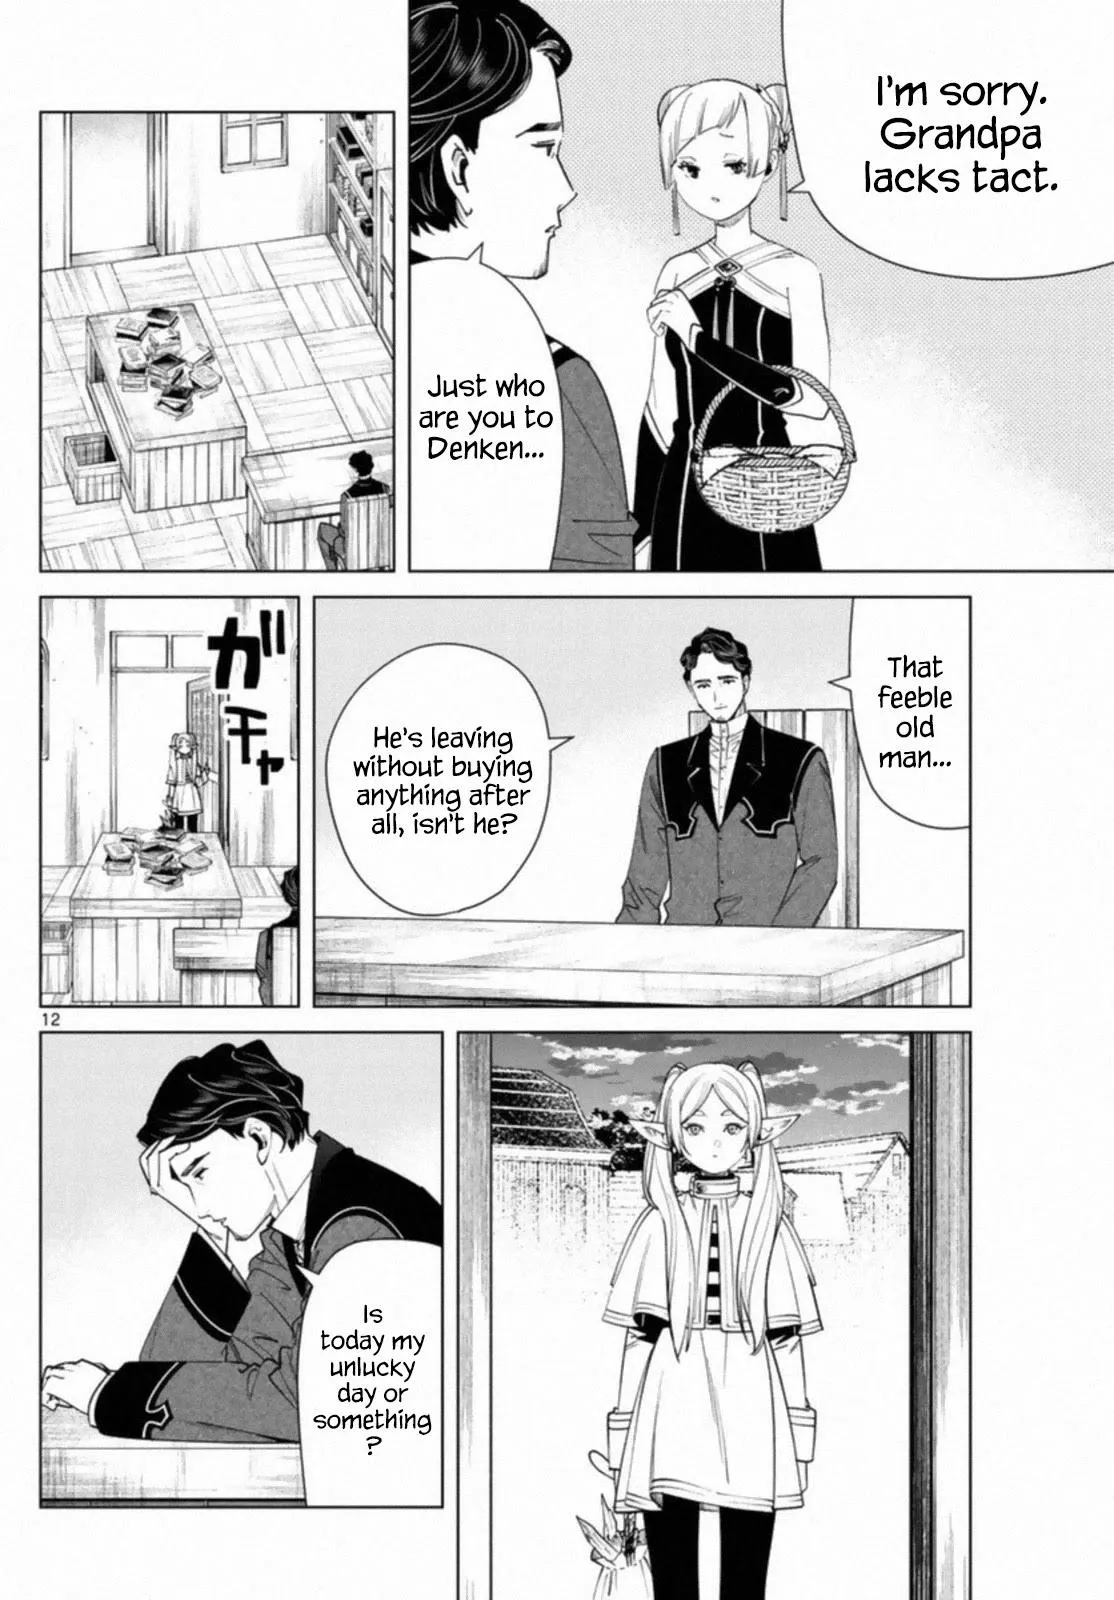 I'm sorry.
Grandpa
lacks tact.
Just who
are you to
Denken...
That
feeble
old
man...
He's leaving
without buying
anything after
all, isn't he?
ガチャ
12
Is
today my
unlucky
day or
something
?